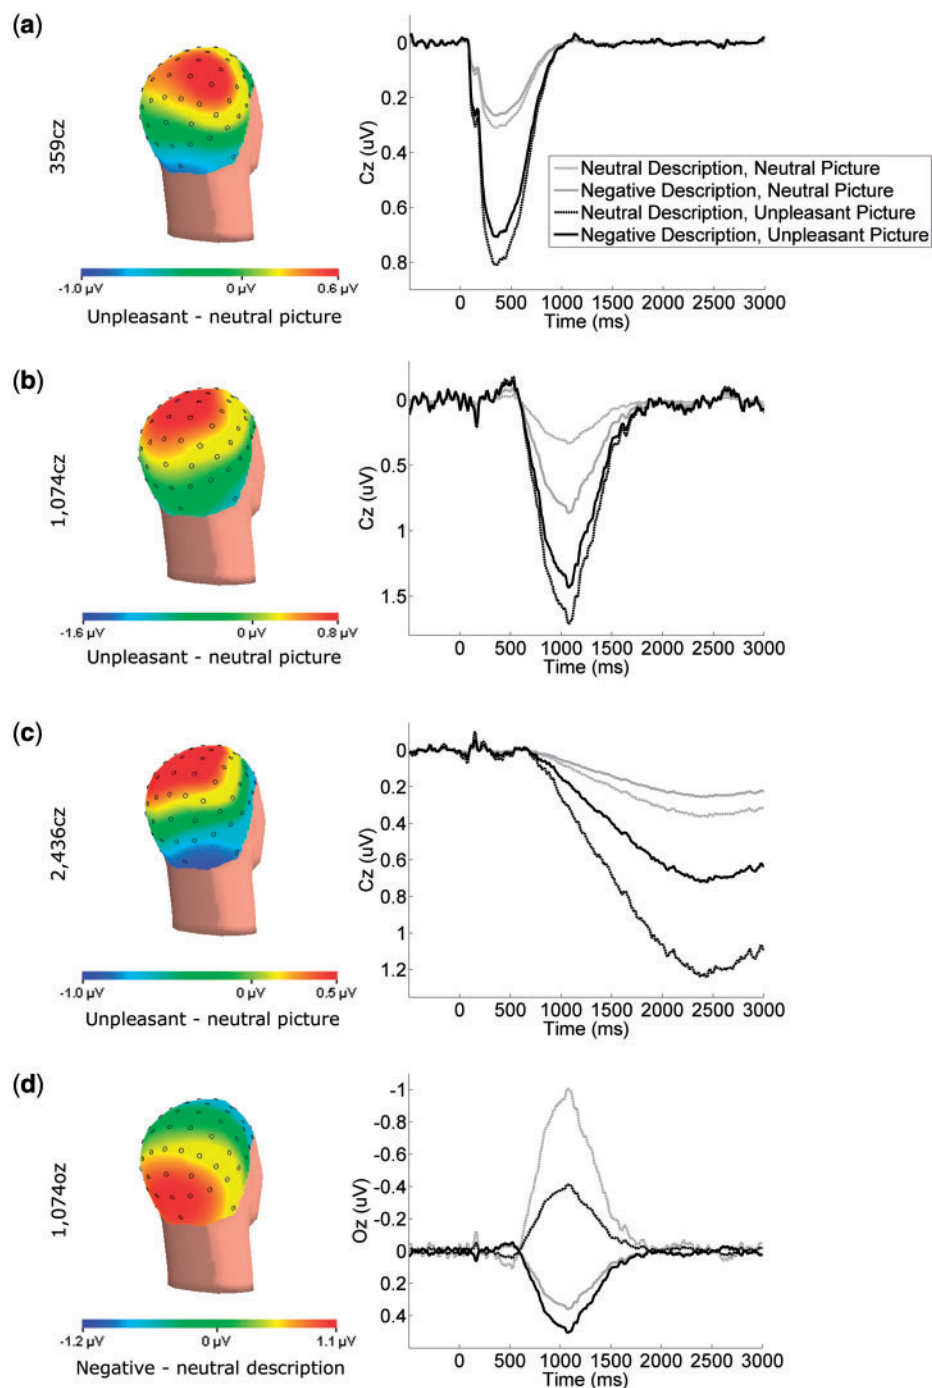 (a)
359cz
-1.0 µV 0 µV 0.6 µV
Unpleasant - neutral picture
Cz (uV)
0
0.2
0.4
0.6
0.8
Neutral Description, Neutral Picture
Negative Description, Neutral Picture
Neutral Description, Unpleasant Picture
Negative Description, Unpleasant Picture
0 500 1000 1500 2000 2500 3000
Time (ms)
(b)
1,074cz
-1.6 µV 0 µV 0.8 µV
Unpleasant - neutral picture
Cz (uV)
0
0.5
1
1.5
0 500 1000 1500 2000 2500 3000
Time (ms)
(c)
2,436cz
-1.0 µV 0 µV 0.5 µV
Unpleasant - neutral picture
Cz (uV)
0
0.2
0.4
0.6
0.8
1
1.2
0 500 1000 1500 2000 2500 3000
Time (ms)
(d)
1,074oz
-1.2 µV 0 µV 1.1 µV
Negative - neutral description
Oz (uV)
-1
-0.8
-0.6
-0.4
-0.2
0
0.2
0.4
0 500 1000 1500 2000 2500 3000
Time (ms)